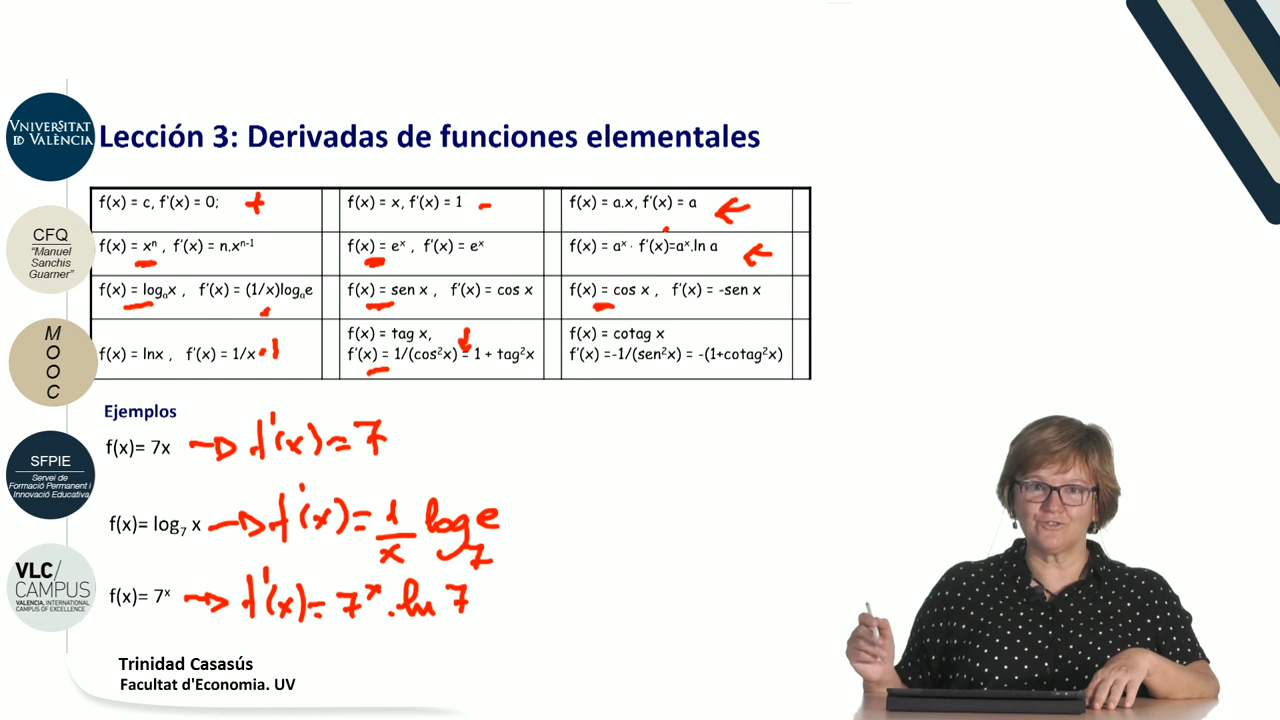 VNIVERSITAT
ID VALÈNCIA
Lección 3: Derivadas de funciones elementales
f(x) = c, f'(x) = 0;
f(x) = x, f'(x) = 1
f(x) = a.x, f'(x) = a
CFQ
"Manuel
Sanchis
Guarner"
f(x) = xⁿ , f'(x) = n.xⁿ⁻¹
f(x) = eˣ , f'(x) = eˣ
f(x) = aˣ · f'(x)=aˣ.ln a
f(x) = logₐx , f'(x) = (1/x)logₐe
f(x) = sen x , f'(x) = cos x
f(x) = cos x , f'(x) = -sen x
M
O
O
C
f(x) = lnx , f'(x) = 1/x
f(x) = tag x,
f'(x) = 1/(cos²x) = 1 + tag²x
f(x) = cotag x
f'(x) =-1/(sen²x) = -(1+cotag²x)
Ejemplos
f(x)= 7x → f'(x) = 7
SFPIE
Servei de
Formació Permanent i
Innovació Educativa
f(x)= log₇ x → f'(x) = 1/x log₇ e
VLC/
CAMPUS
VALENCIA, INTERNATIONAL
CAMPUS OF EXCELLENCE
f(x)= 7ˣ → f'(x) = 7ˣ . ln 7
Trinidad Casasús
Facultat d'Economia. UV